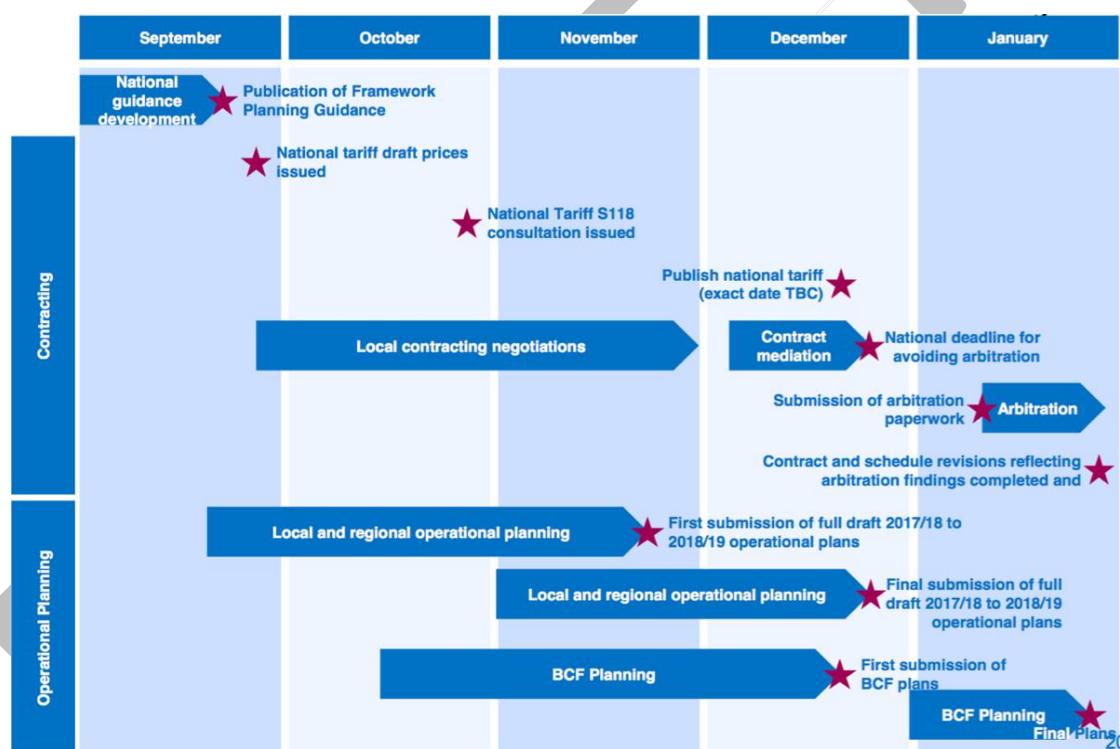 September
October
November
December
January
National
guidance
development
Publication of Framework
Planning Guidance
National tariff draft prices
issued
National Tariff S118
consultation issued
Publish national tariff
(exact date TBC)
Contracting
Local contracting negotiations
Contract
mediation
National deadline for
avoiding arbitration
Submission of arbitration
paperwork
Arbitration
Contract and schedule revisions reflecting
arbitration findings completed and
Operational Planning
Local and regional operational planning
First submission of full draft 2017/18 to
2018/19 operational plans
Local and regional operational planning
Final submission of full
draft 2017/18 to 2018/19
operational plans
BCF Planning
First submission of
BCF plans
BCF Planning
Final Plans